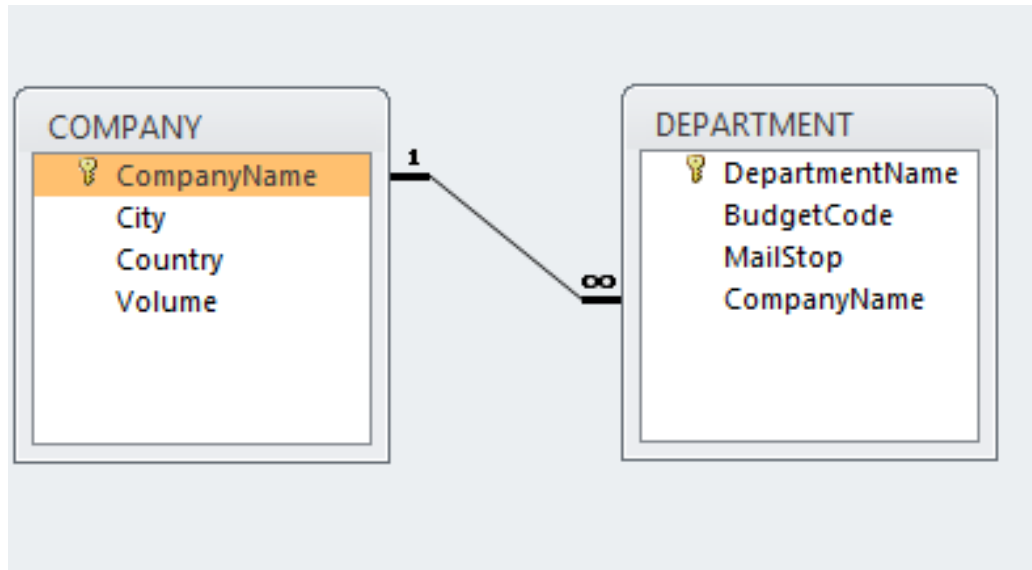 COMPANY
CompanyName
City
Country
Volume
1
∞
DEPARTMENT
DepartmentName
BudgetCode
MailStop
CompanyName